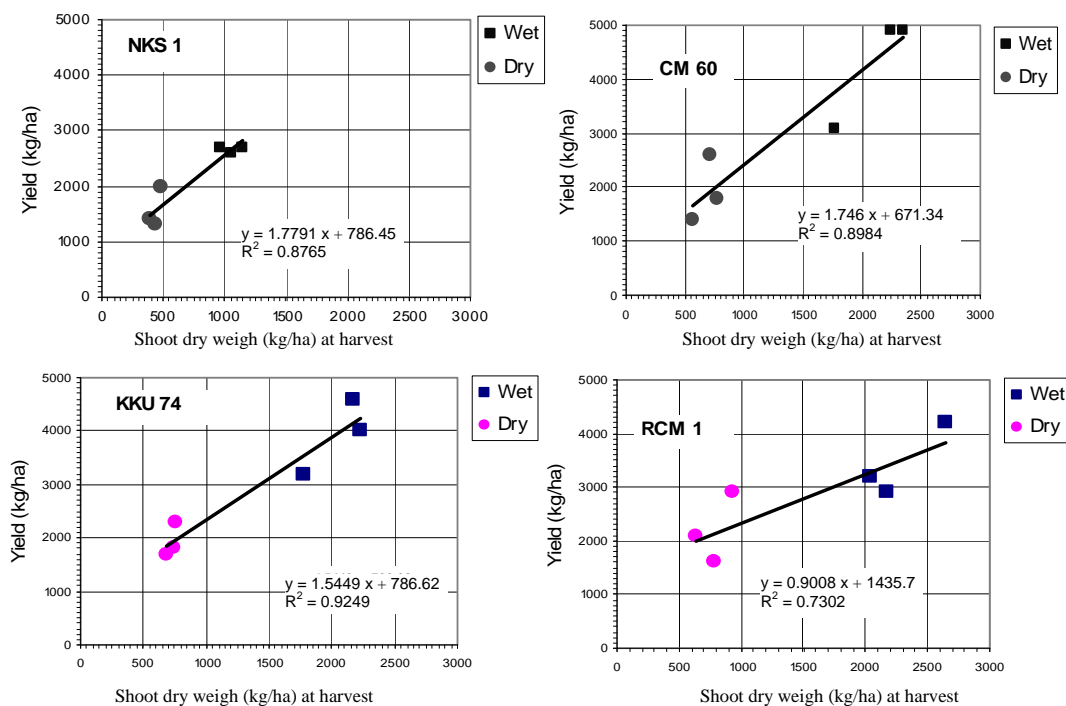 NKS 1
Wet
Dry
5000
4000
3000
2000
1000
0
Yield (kg/ha)
y = 1.7791 x + 786.45
R² = 0.8765
0 500 1000 1500 2000 2500 3000
Shoot dry weigh (kg/ha) at harvest
CM 60
Wet
Dry
5000
4000
3000
2000
1000
0
Yield (kg/ha)
y = 1.746 x + 671.34
R² = 0.8984
0 500 1000 1500 2000 2500 3000
Shoot dry weigh (kg/ha) at harvest
KKU 74
Wet
Dry
5000
4000
3000
2000
1000
0
Yield (kg/ha)
y = 1.5449 x + 786.62
R² = 0.9249
0 500 1000 1500 2000 2500 3000
Shoot dry weigh (kg/ha) at harvest
RCM 1
Wet
Dry
5000
4000
3000
2000
1000
0
Yield (kg/ha)
y = 0.9008 x + 1435.7
R² = 0.7302
0 500 1000 1500 2000 2500 3000
Shoot dry weigh (kg/ha) at harvest